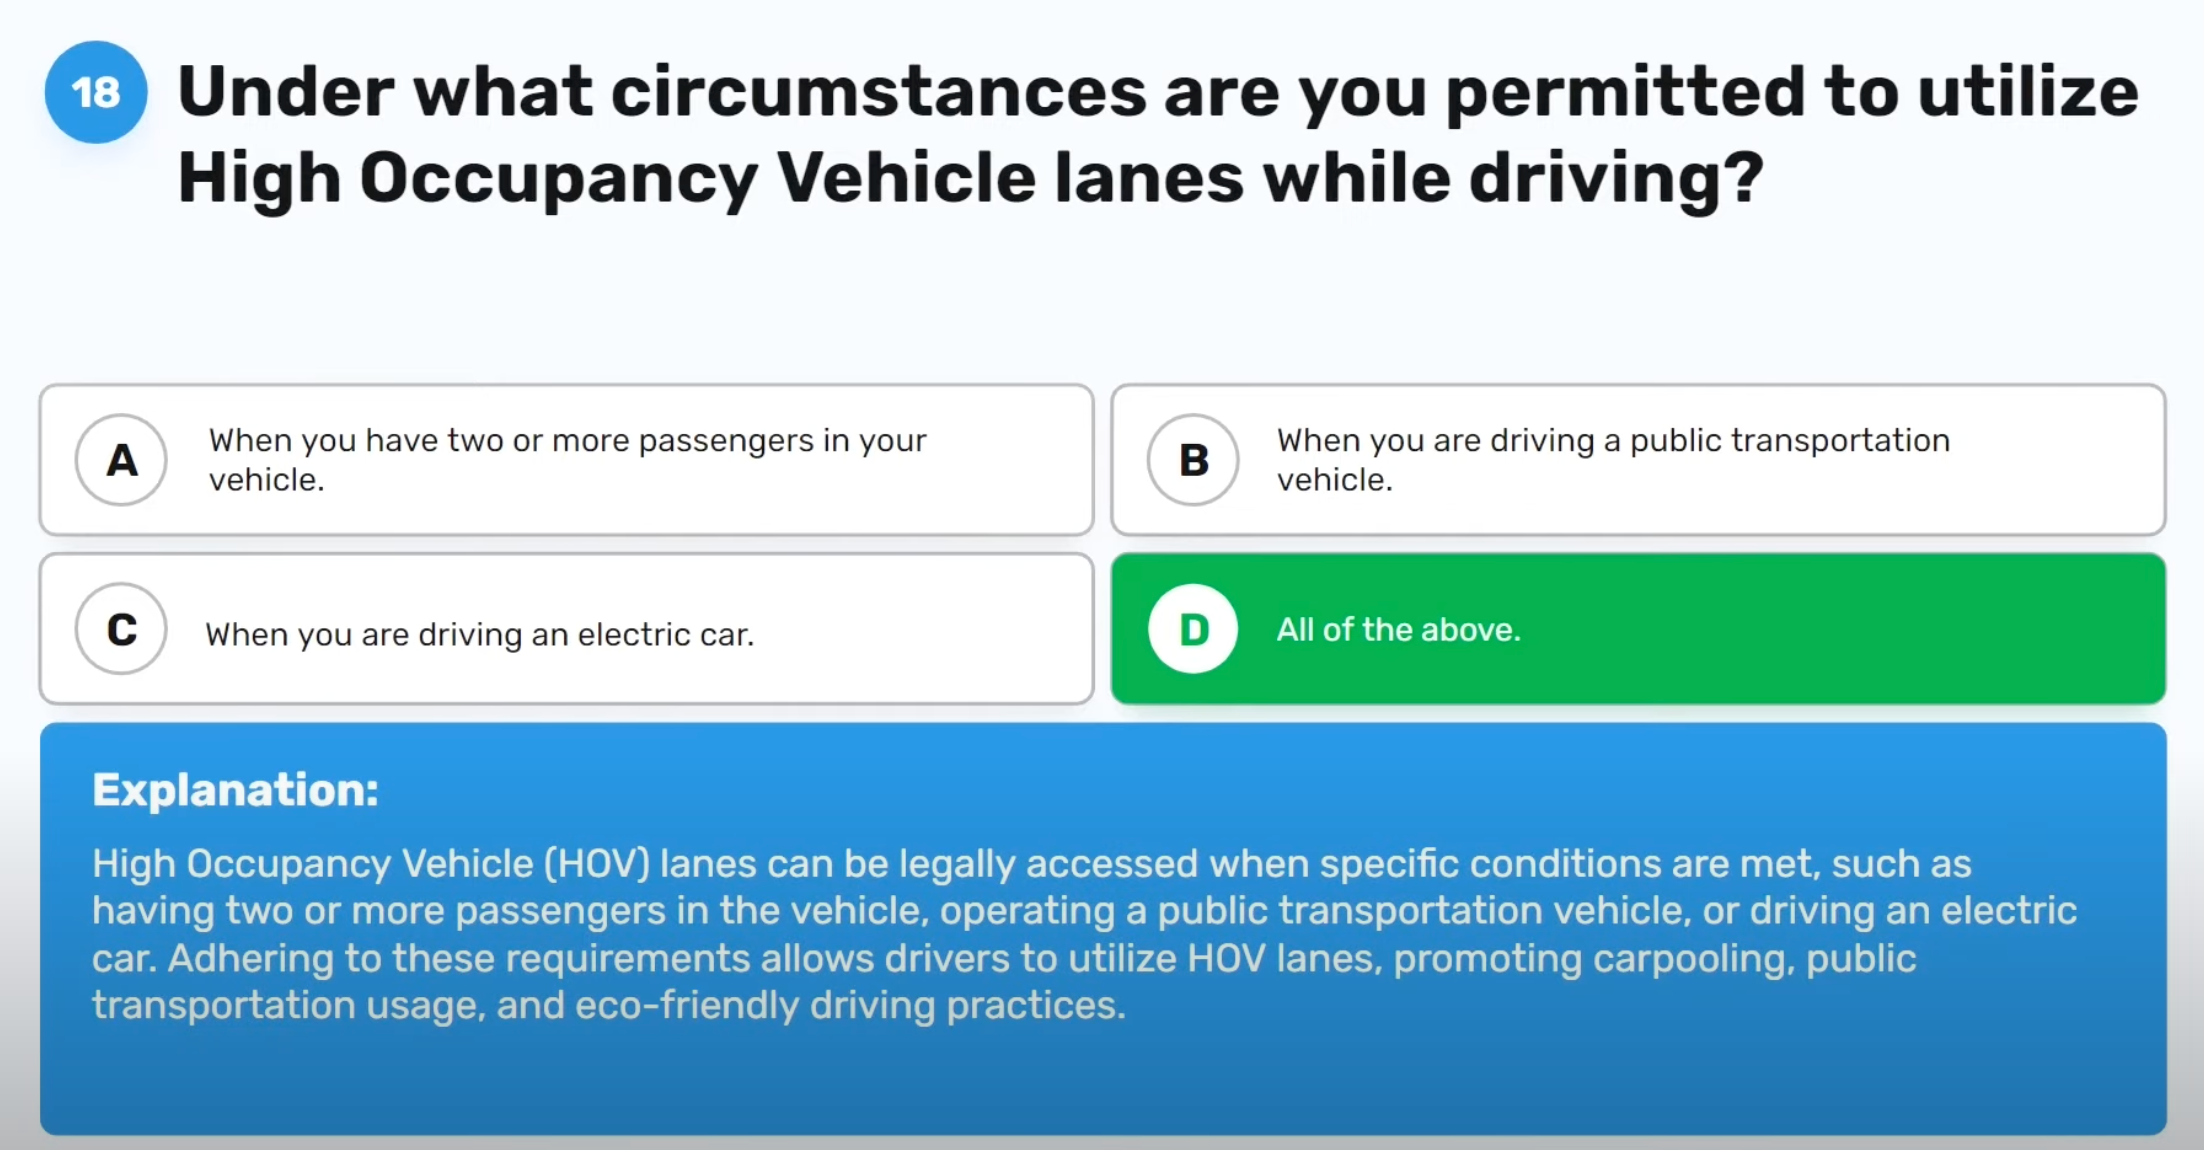 18
Under what circumstances are you permitted to utilize
High Occupancy Vehicle lanes while driving?
A
When you have two or more passengers in your
vehicle.
B
When you are driving a public transportation
vehicle.
C
When you are driving an electric car.
D
All of the above.
Explanation:
High Occupancy Vehicle (HOV) lanes can be legally accessed when specific conditions are met, such as
having two or more passengers in the vehicle, operating a public transportation vehicle, or driving an electric
car. Adhering to these requirements allows drivers to utilize HOV lanes, promoting carpooling, public
transportation usage, and eco-friendly driving practices.